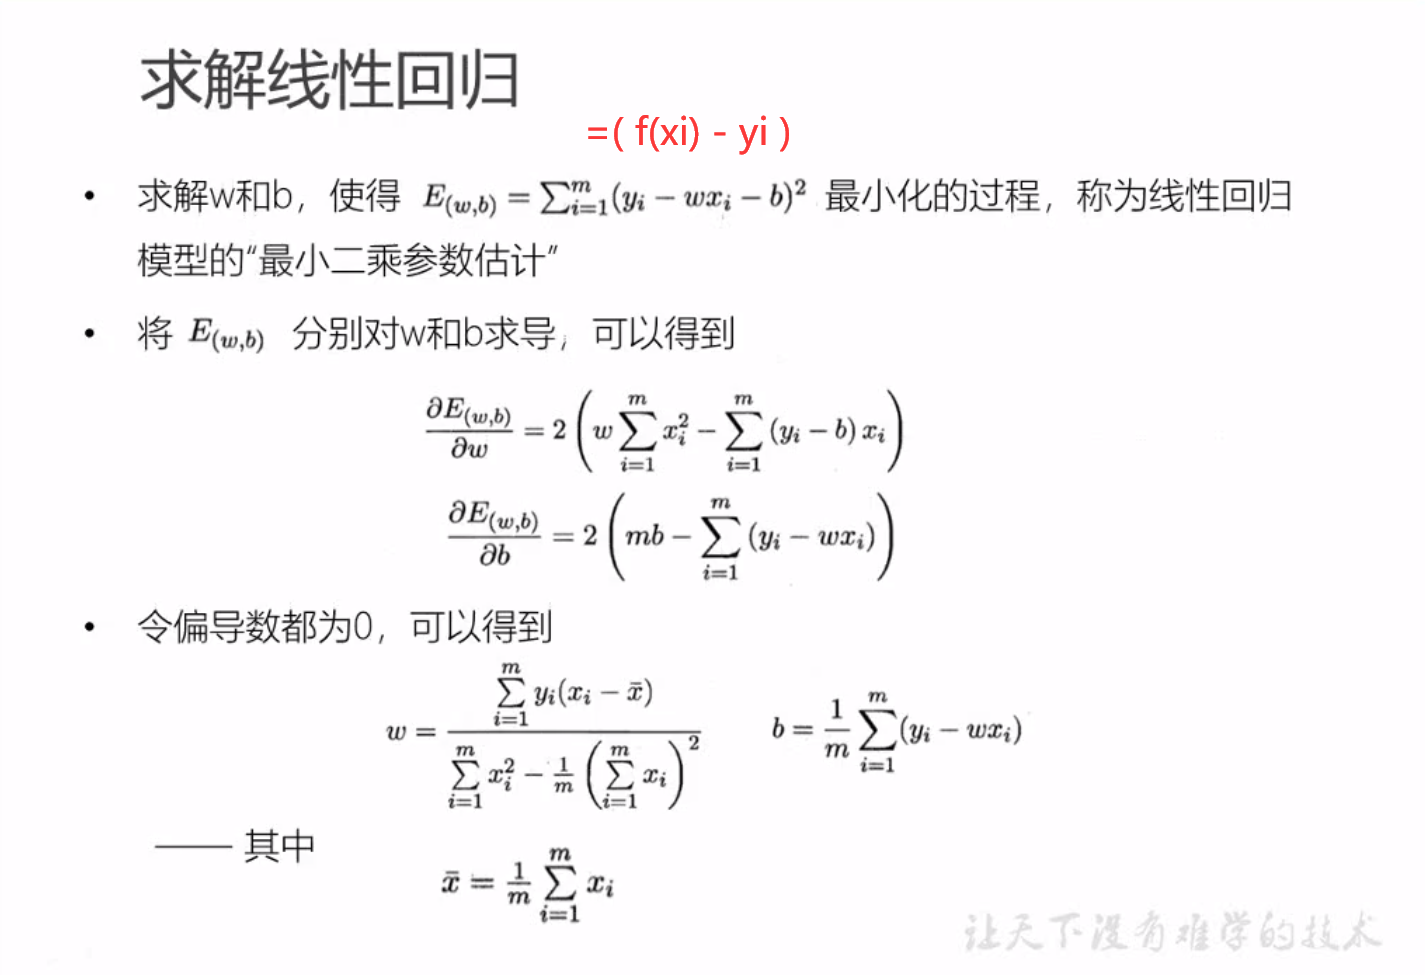 求解线性回归
=( f(xi) - yi )
• 求解w和b，使得 E_{(w,b)} = \sum_{i=1}^{m}(y_i - wx_i - b)^2 最小化的过程，称为线性回归
模型的“最小二乘参数估计”
• 将 E_{(w,b)} 分别对w和b求导，可以得到
\frac{\partial E_{(w,b)}}{\partial w} = 2\left(w\sum_{i=1}^{m} x_i^2 - \sum_{i=1}^{m}(y_i - b)x_i\right)
\frac{\partial E_{(w,b)}}{\partial b} = 2\left(mb - \sum_{i=1}^{m}(y_i - wx_i)\right)
• 令偏导数都为0，可以得到
w = \frac{\sum_{i=1}^{m} y_i(x_i - \bar{x})}{\sum_{i=1}^{m} x_i^2 - \frac{1}{m}\left(\sum_{i=1}^{m} x_i\right)^2} b = \frac{1}{m}\sum_{i=1}^{m}(y_i - wx_i)
—— 其中
\bar{x} = \frac{1}{m}\sum_{i=1}^{m} x_i
让天下没有难学的技术